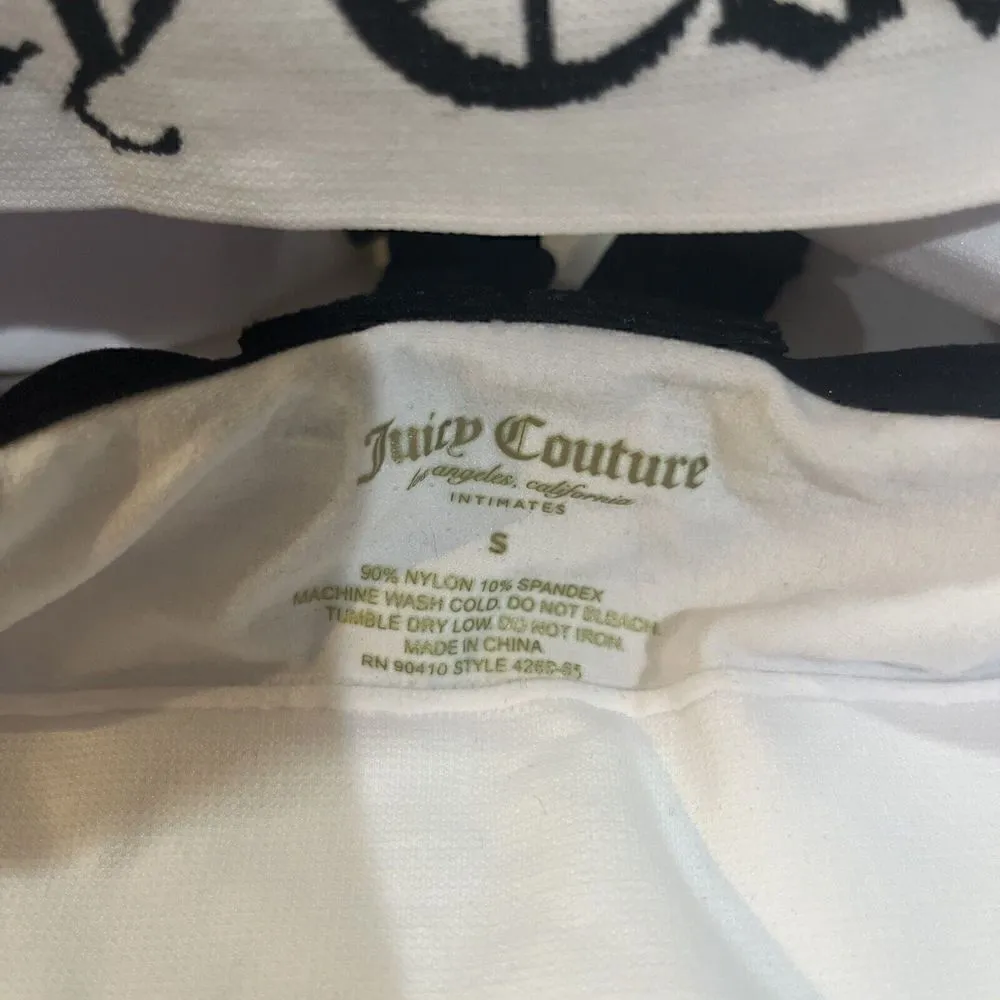 Juicy Couture
los angeles, california
INTIMATES
S
90% NYLON 10% SPANDEX
MACHINE WASH COLD. DO NOT BLEACH.
TUMBLE DRY LOW. DO NOT IRON.
MADE IN CHINA
RN 90410 STYLE